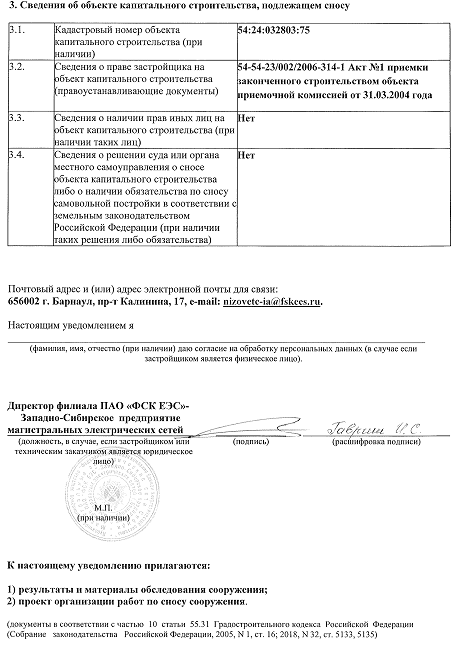 3. Сведения об объекте капитального строительства, подлежащем сносу
3.1. Кадастровый номер объекта 54:24:032803:75
капитального строительства (при
наличии)
3.2. Сведения о праве застройщика на 54-54-23/002/2006-314-1 Акт №1 приемки
объект капитального строительства законченного строительством объекта
(правоустанавливающие документы) приемочной комиссией от 31.03.2004 года
3.3. Сведения о наличии прав иных лиц на Нет
объект капитального строительства (при
наличии таких лиц)
3.4. Сведения о решении суда или органа Нет
местного самоуправления о сносе
объекта капитального строительства
либо о наличии обязательства по сносу
самовольной постройки в соответствии с
земельным законодательством
Российской Федерации (при наличии
таких решения либо обязательства)
Почтовый адрес и (или) адрес электронной почты для связи:
656002 г. Барнаул, пр-т Калинина, 17, e-mail: nizovetc-ia@fskees.ru.
Настоящим уведомлением я
(фамилия, имя, отчество (при наличии) даю согласие на обработку персональных данных (в случае если
застройщиком является физическое лицо).
Директор филиала ПАО «ФСК ЕЭС»-
Западно-Сибирское предприятие
магистральных электрических сетей Гавриш И.С.
(должность, в случае, если застройщиком или (подпись) (расшифровка подписи)
техническим заказчиком является юридическое
лицо)
М.П.
(при наличии)
К настоящему уведомлению прилагаются:
1) результаты и материалы обследования сооружения;
2) проект организации работ по сносу сооружения.
(документы в соответствии с частью 10 статьи 55.31 Градостроительного кодекса Российской Федерации
(Собрание законодательства Российской Федерации, 2005, N 1, ст. 16; 2018, N 32, ст. 5133, 5135)